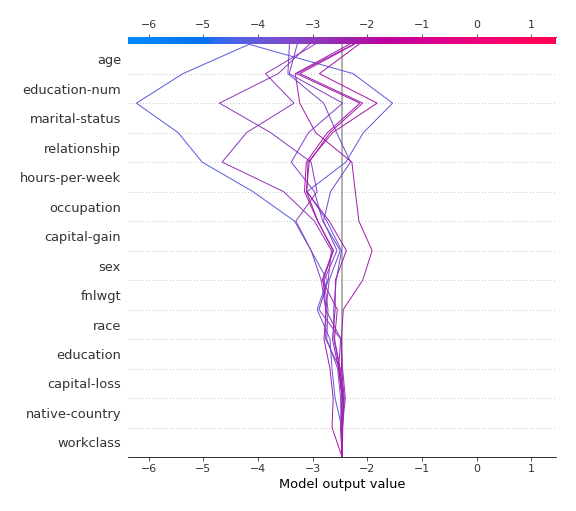 −6 −5 −4 −3 −2 −1 0 1
age
education-num
marital-status
relationship
hours-per-week
occupation
capital-gain
sex
fnlwgt
race
education
capital-loss
native-country
workclass
−6 −5 −4 −3 −2 −1 0 1
Model output value